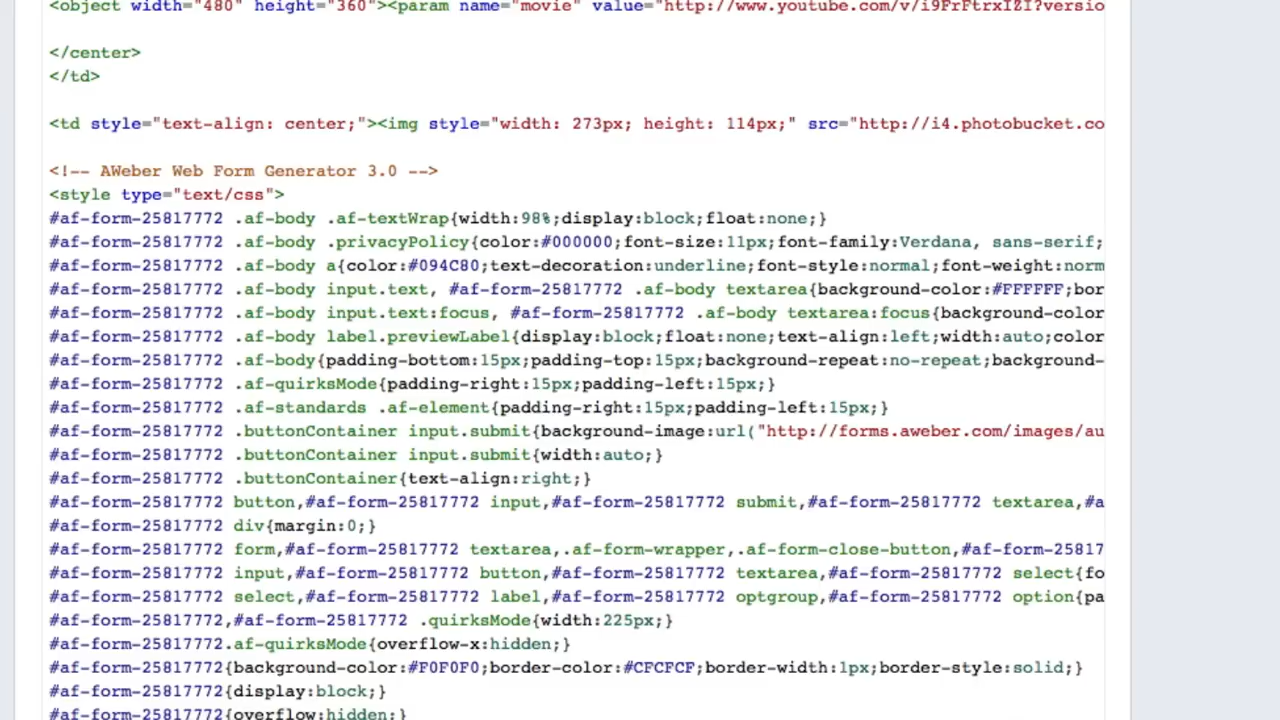 <object width="480" height="360"><param name="movie" value="http://www.youtube.com/v/i9FrFtrxIZI?versio
</center>
</td>
<td style="text-align: center;"><img style="width: 273px; height: 114px;" src="http://i4.photobucket.co
<!-- AWeber Web Form Generator 3.0 -->
<style type="text/css">
#af-form-25817772 .af-body .af-textWrap{width:98%;display:block;float:none;}
#af-form-25817772 .af-body .privacyPolicy{color:#000000;font-size:11px;font-family:Verdana, sans-serif;
#af-form-25817772 .af-body a{color:#094C80;text-decoration:underline;font-style:normal;font-weight:norm
#af-form-25817772 .af-body input.text, #af-form-25817772 .af-body textarea{background-color:#FFFFFF;bor
#af-form-25817772 .af-body input.text:focus, #af-form-25817772 .af-body textarea:focus{background-color
#af-form-25817772 .af-body label.previewLabel{display:block;float:none;text-align:left;width:auto;color
#af-form-25817772 .af-body{padding-bottom:15px;padding-top:15px;background-repeat:no-repeat;background-
#af-form-25817772 .af-quirksMode{padding-right:15px;padding-left:15px;}
#af-form-25817772 .af-standards .af-element{padding-right:15px;padding-left:15px;}
#af-form-25817772 .buttonContainer input.submit{background-image:url("http://forms.aweber.com/images/au
#af-form-25817772 .buttonContainer input.submit{width:auto;}
#af-form-25817772 .buttonContainer{text-align:right;}
#af-form-25817772 button,#af-form-25817772 input,#af-form-25817772 submit,#af-form-25817772 textarea,#a
#af-form-25817772 div{margin:0;}
#af-form-25817772 form,#af-form-25817772 textarea,.af-form-wrapper,.af-form-close-button,#af-form-25817
#af-form-25817772 input,#af-form-25817772 button,#af-form-25817772 textarea,#af-form-25817772 select{fo
#af-form-25817772 select,#af-form-25817772 label,#af-form-25817772 optgroup,#af-form-25817772 option{pa
#af-form-25817772,#af-form-25817772 .quirksMode{width:225px;}
#af-form-25817772.af-quirksMode{overflow-x:hidden;}
#af-form-25817772{background-color:#F0F0F0;border-color:#CFCFCF;border-width:1px;border-style:solid;}
#af-form-25817772{display:block;}
#af-form-25817772{overflow:hidden;}